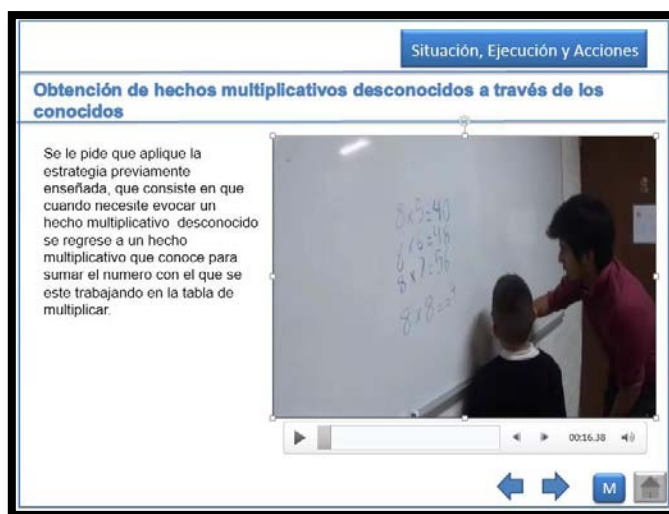 Situación, Ejecución y Acciones
Obtención de hechos multiplicativos desconocidos a través de los
conocidos
Se le pide que aplique la
estrategia previamente
enseñada, que consiste en que
cuando necesite evocar un
hecho multiplicativo desconocido
se regrese a un hecho
multiplicativo que conoce para
sumar el numero con el que se
este trabajando en la tabla de
multiplicar.
8x5=40
8x7=56
8x8=
00:16.38
M